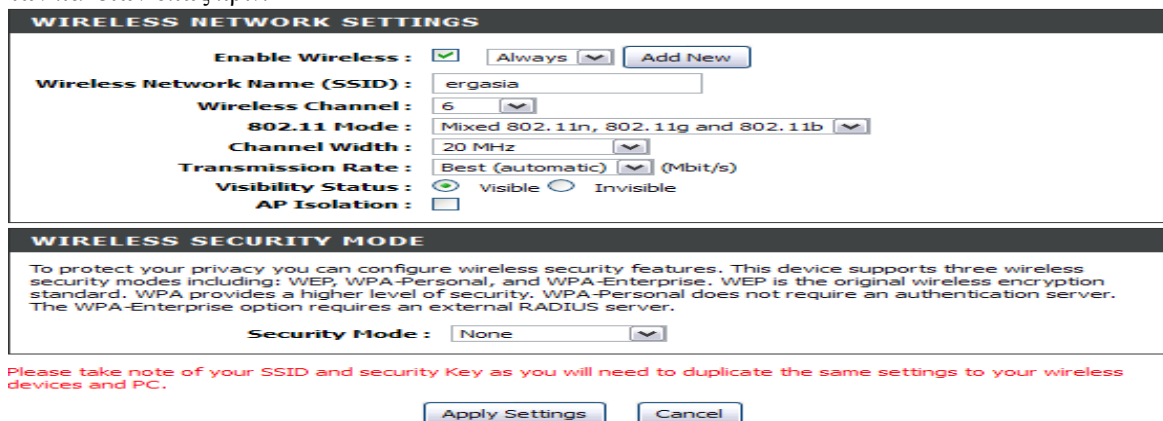 WIRELESS NETWORK SETTINGS
Enable Wireless : Always Add New
Wireless Network Name (SSID) : ergasia
Wireless Channel : 6
802.11 Mode : Mixed 802.11n, 802.11g and 802.11b
Channel Width : 20 MHz
Transmission Rate : Best (automatic) (Mbit/s)
Visibility Status : Visible Invisible
AP Isolation :
WIRELESS SECURITY MODE
To protect your privacy you can configure wireless security features. This device supports three wireless
security modes including: WEP, WPA-Personal, and WPA-Enterprise. WEP is the original wireless encryption
standard. WPA provides a higher level of security. WPA-Personal does not require an authentication server.
The WPA-Enterprise option requires an external RADIUS server.
Security Mode : None
Please take note of your SSID and security Key as you will need to duplicate the same settings to your wireless
devices and PC.
Apply Settings Cancel